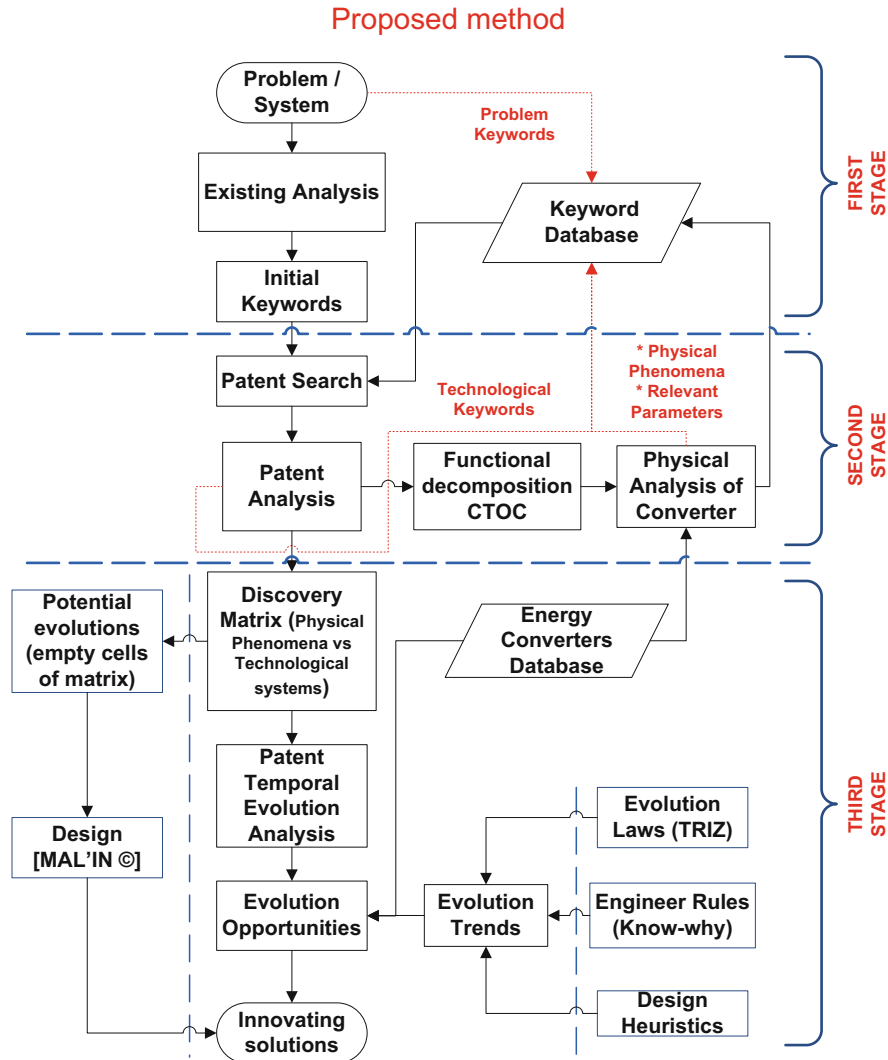 Proposed method
Problem /
System
Problem
Keywords
Existing Analysis
Keyword
Database
Initial
Keywords
FIRST
STAGE
Patent Search
Technological
Keywords
* Physical
Phenomena
* Relevant
Parameters
Patent
Analysis
Functional
decomposition
CTOC
Physical
Analysis of
Converter
SECOND
STAGE
Potential
evolutions
(empty cells
of matrix)
Discovery
Matrix (Physical
Phenomena vs
Technological
systems)
Energy
Converters
Database
Patent
Temporal
Evolution
Analysis
Design
[MAL'IN ©]
Evolution
Laws (TRIZ)
Evolution
Opportunities
Evolution
Trends
Engineer Rules
(Know-why)
Design
Heuristics
Innovating
solutions
THIRD
STAGE